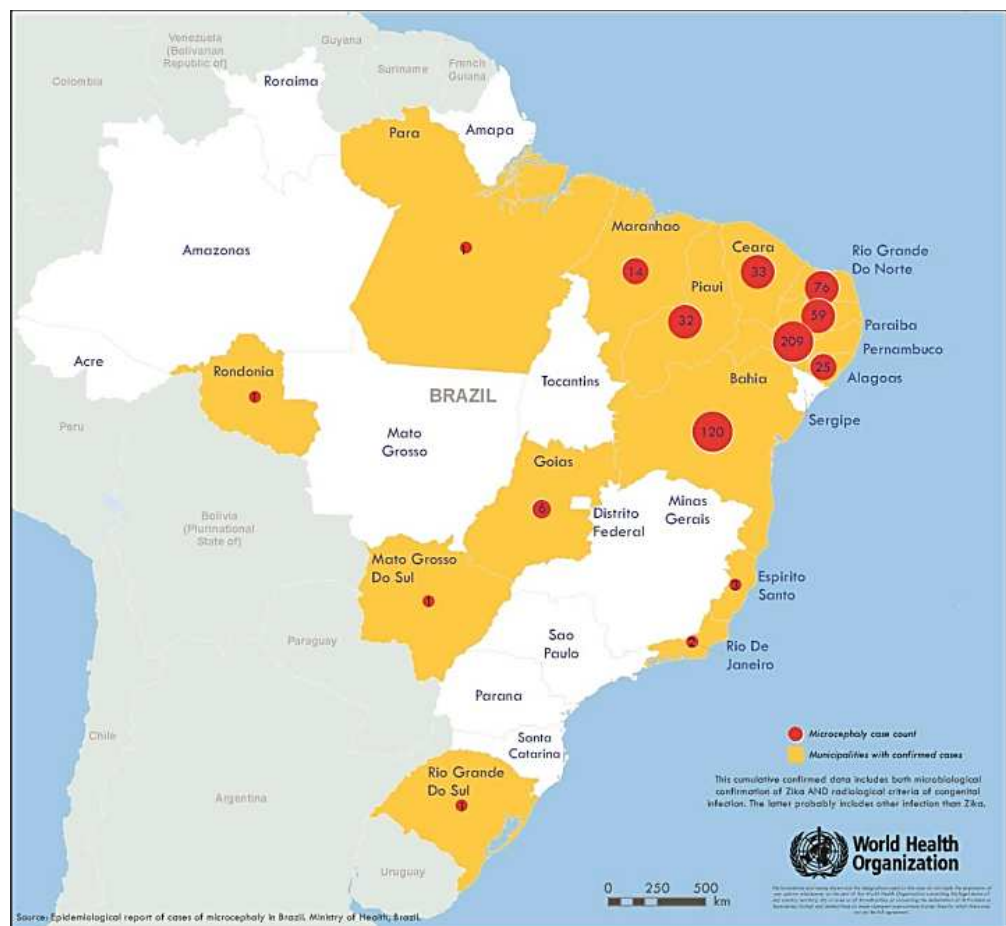 Venezuela
(Bolivarian
Republic of)
Guyana
Suriname
French
Guiana
Colombia
Roraima
Amapa
Para
Amazonas
Maranhao
Ceara
Rio Grande
Do Norte
1
14
33
76
Piaui
32
59
209
Paraiba
Pernambuco
25
Alagoas
Acre
Rondonia
1
Tocantins
Bahia
BRAZIL
Sergipe
Peru
Mato
Grosso
120
Goias
6
Distrito
Federal
Minas
Gerais
Bolivia
(Plurinational
State of)
Mato Grosso
Do Sul
1
3
Espirito
Santo
Paraguay
Sao
Paulo
2
Rio De
Janeiro
Parana
Chile
Santa
Catarina
Microcephaly case count
Municipalities with confirmed cases
Rio Grande
Do Sul
1
This cumulative confirmed data includes both microbiological
confirmation of Zika AND radiological criteria of congenital
infection. The latter probably includes other infection than Zika.
Argentina
World Health
Organization
Uruguay
0 250 500
km
Source: Epidemiological report of cases of microcephaly in Brazil. Ministry of Health, Brazil.